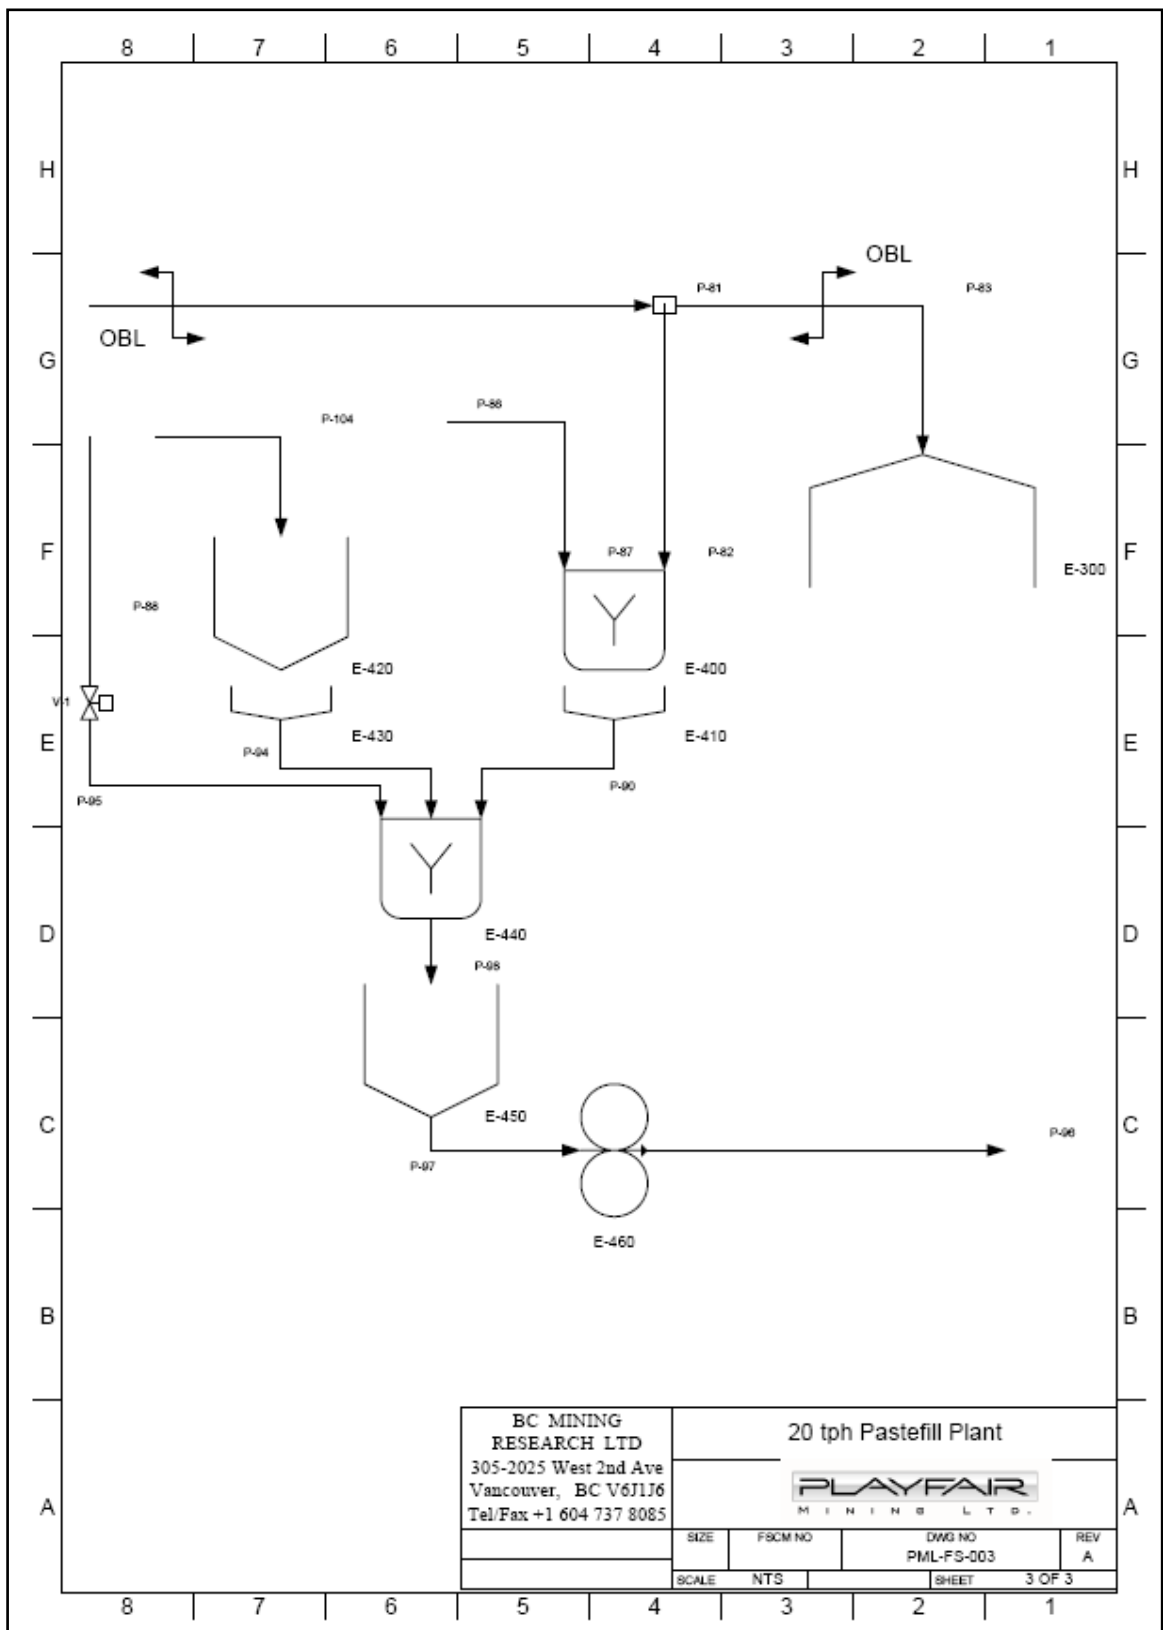 8 7 6 5 4 3 2 1
H H
OBL
P-81 P-83
OBL
G G
P-86
P-104
F P-87 P-82 F
E-300
P-88
E-420 E-400
V-1
E-430 E-410
E E
P-94
P-90
P-95
D E-440 D
P-98
E-450
C C
P-96
P-97
E-460
B B
BC MINING
RESEARCH LTD
305-2025 West 2nd Ave
Vancouver, BC V6J1J6
Tel/Fax +1 604 737 8085
20 tph Pastefill Plant
PLAYFAIR
MINING LTD.
A A
SIZE FSCM NO DWG NO REV
PML-FS-003 A
SCALE NTS SHEET 3 OF 3
8 7 6 5 4 3 2 1